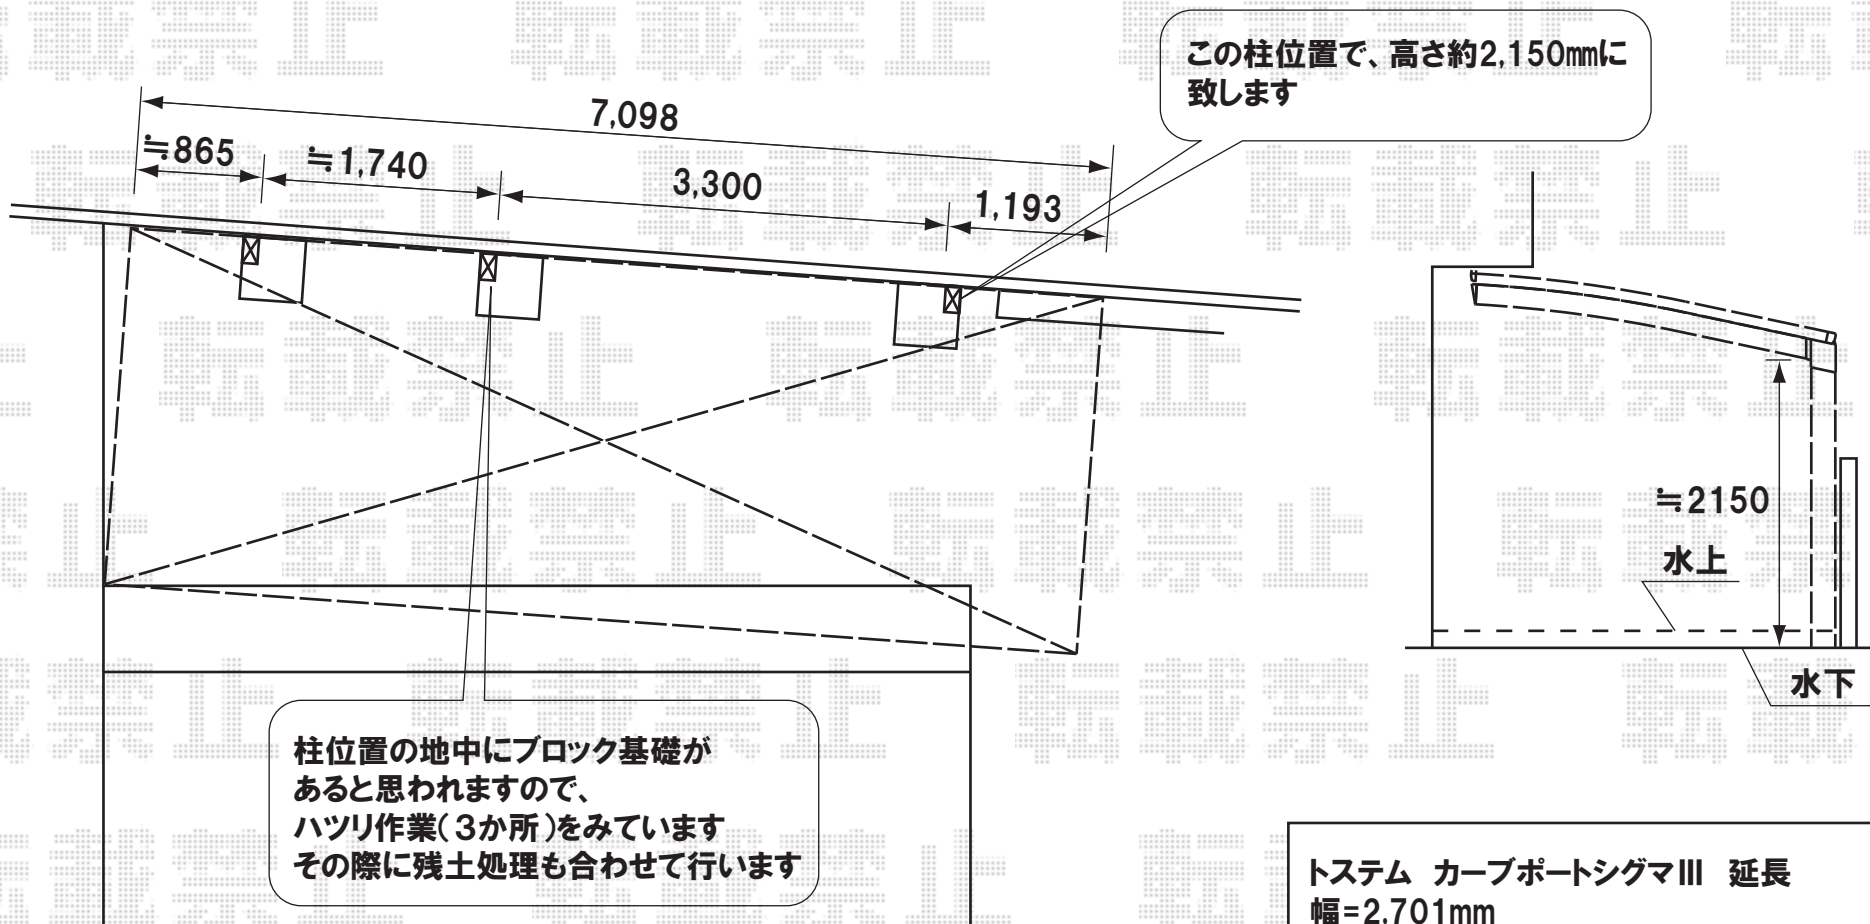 この柱位置で、高さ約2,150mmに
致します
7,098
≒865
≒1,740
3,300
1,193
≒2150
水上
水下
柱位置の地中にブロック基礎が
あると思われますので、
ハツリ作業(3か所)をみています
その際に残土処理も合わせて行います
トステム カーブポートシグマIII 延長
幅=2,701mm
転載禁止